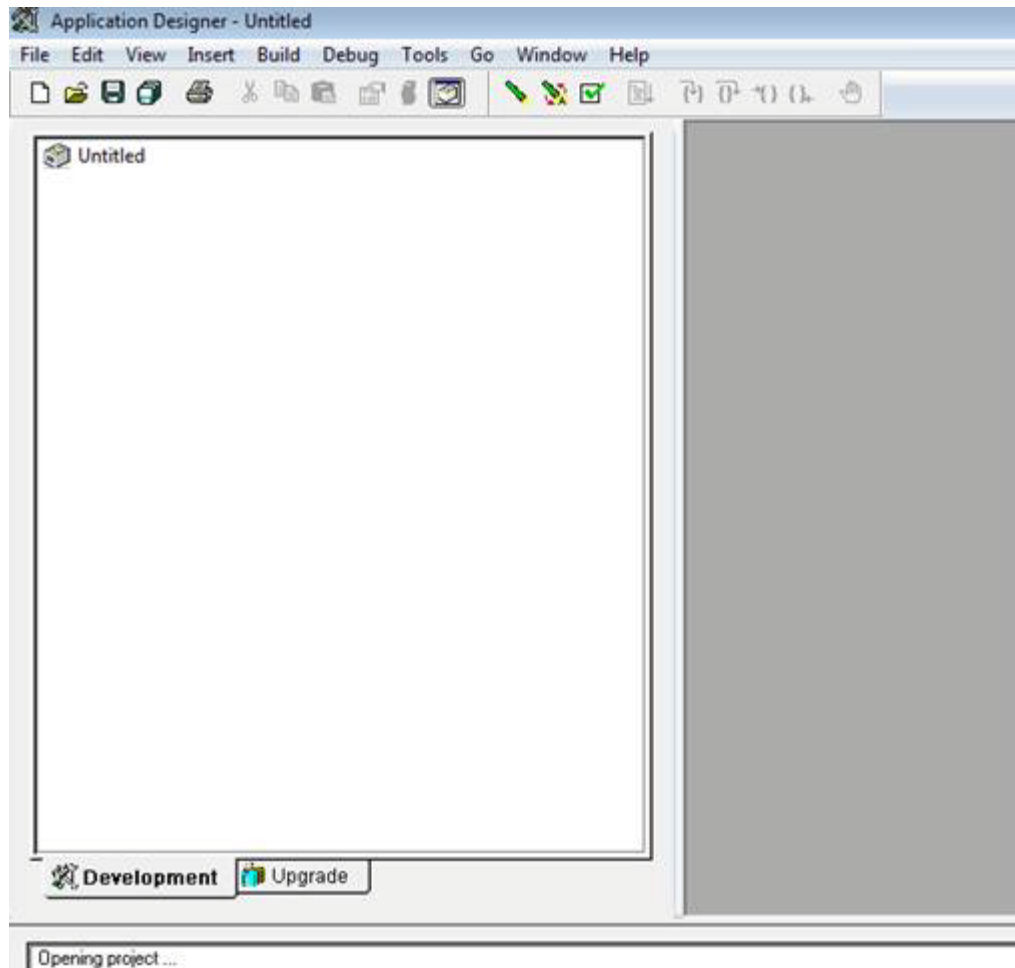 Application Designer - Untitled
File Edit View Insert Build Debug Tools Go Window Help
Untitled
Development Upgrade
Opening project ...